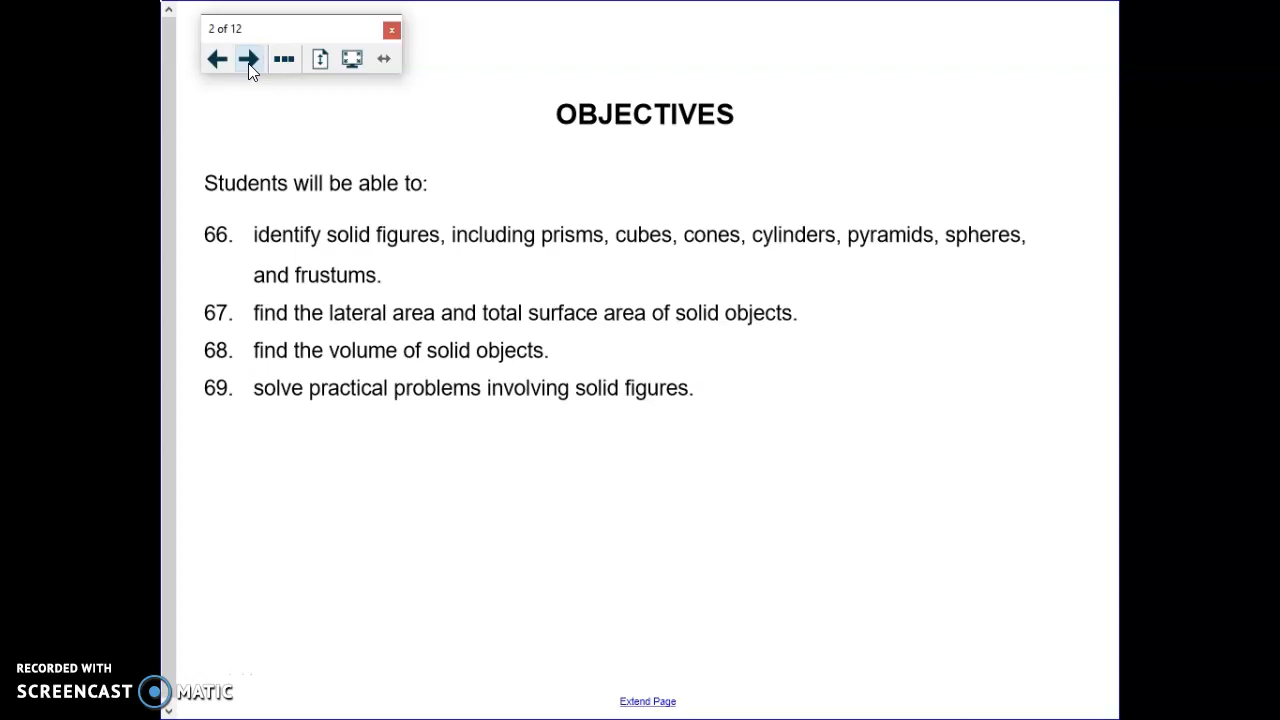 2 of 12
x
OBJECTIVES
Students will be able to:
66. identify solid figures, including prisms, cubes, cones, cylinders, pyramids, spheres,
and frustums.
67. find the lateral area and total surface area of solid objects.
68. find the volume of solid objects.
69. solve practical problems involving solid figures.
RECORDED WITH
SCREENCAST MATIC
Extend Page